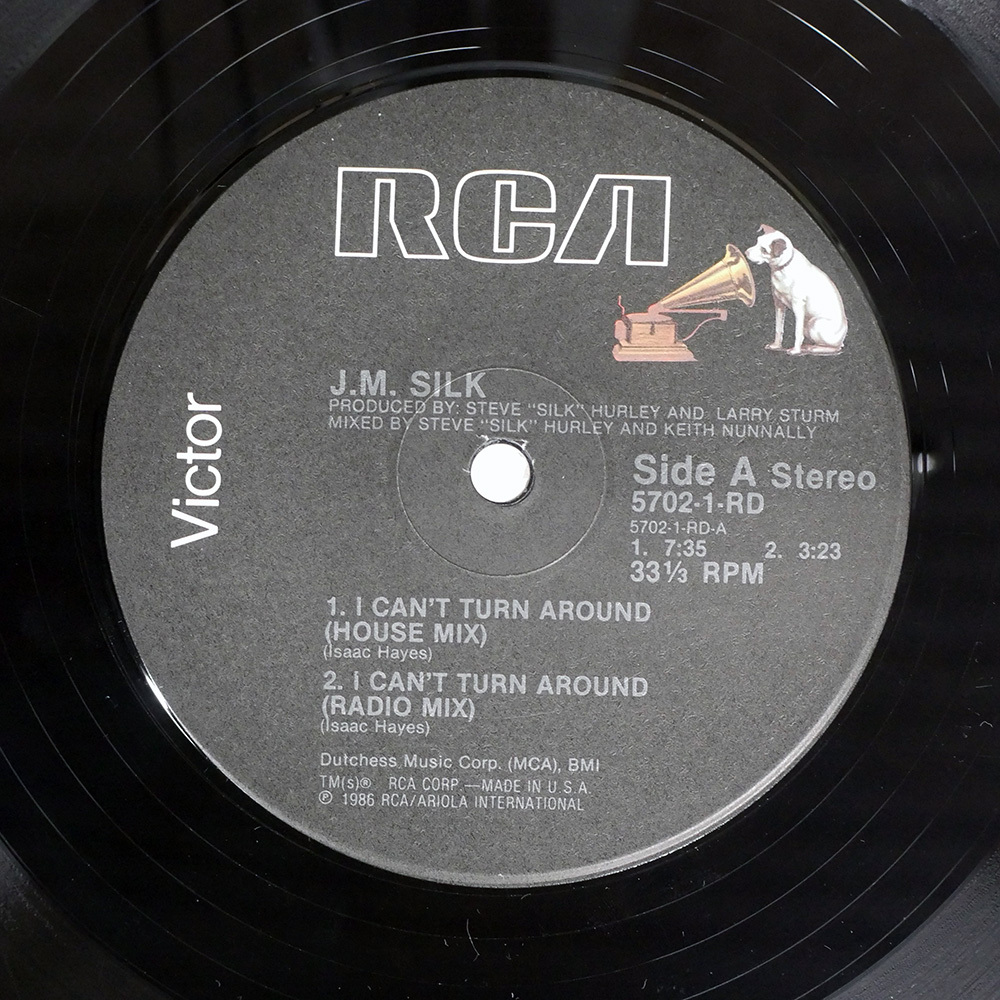 RCA
Victor
J.M. SILK
PRODUCED BY: STEVE "SILK" HURLEY AND LARRY STURM
MIXED BY STEVE "SILK" HURLEY AND KEITH NUNNALLY
Side A Stereo
5702-1-RD
5702-1-RD-A
1. 7:35 2. 3:23
33⅓ RPM
1. I CAN'T TURN AROUND
(HOUSE MIX)
(Isaac Hayes)
2. I CAN'T TURN AROUND
(RADIO MIX)
(Isaac Hayes)
Dutchess Music Corp. (MCA), BMI
TM(s)® RCA CORP.—MADE IN U.S.A.
℗ 1986 RCA/ARIOLA INTERNATIONAL